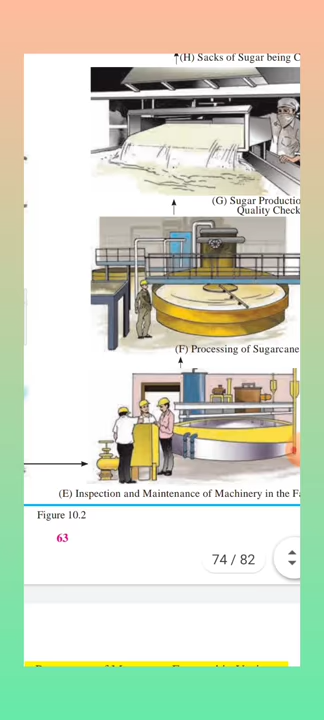 (H) Sacks of Sugar being C
(G) Sugar Productio
Quality Check
(F) Processing of Sugarcane
(E) Inspection and Maintenance of Machinery in the Fa
Figure 10.2
63
74 / 82